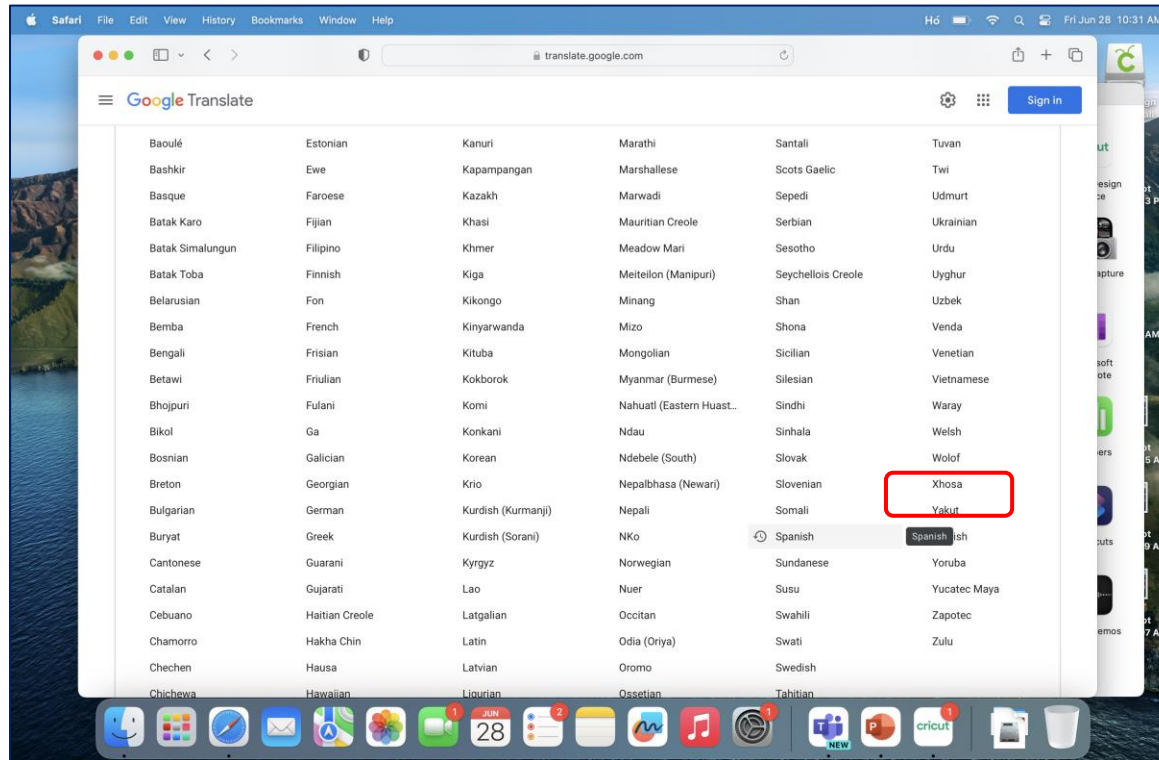 Safari File Edit View History Bookmarks Window Help Hó Fri Jun 28 10:31 AM
translate.google.com
Google Translate Sign in
Baoulé Estonian Kanuri Marathi Santali Tuvan
Bashkir Ewe Kapampangan Marshallese Scots Gaelic Twi
Basque Faroese Kazakh Marwadi Sepedi Udmurt
Batak Karo Fijian Khasi Mauritian Creole Serbian Ukrainian
Batak Simalungun Filipino Khmer Meadow Mari Sesotho Urdu
Batak Toba Finnish Kiga Meiteilon (Manipuri) Seychellois Creole Uyghur
Belarusian Fon Kikongo Minang Shan Uzbek
Bemba French Kinyarwanda Mizo Shona Venda
Bengali Frisian Kituba Mongolian Sicilian Venetian
Betawi Friulian Kokborok Myanmar (Burmese) Silesian Vietnamese
Bhojpuri Fulani Komi Nahuatl (Eastern Huast... Sindhi Waray
Bikol Ga Konkani Ndau Sinhala Welsh
Bosnian Galician Korean Ndebele (South) Slovak Wolof
Breton Georgian Krio Nepalbhasa (Newari) Slovenian Xhosa
Bulgarian German Kurdish (Kurmanji) Nepali Somali Yakut
Buryat Greek Kurdish (Sorani) NKo Spanish Spanish ish
Cantonese Guarani Kyrgyz Norwegian Sundanese Yoruba
Catalan Gujarati Lao Nuer Susu Yucatec Maya
Cebuano Haitian Creole Latgalian Occitan Swahili Zapotec
Chamorro Hakha Chin Latin Odia (Oriya) Swati Zulu
Chechen Hausa Latvian Oromo Swedish
Chichewa Hawaiian Ligurian Ossetian Tahitian
1 JUN 28 2 1 NEW P cricut 1